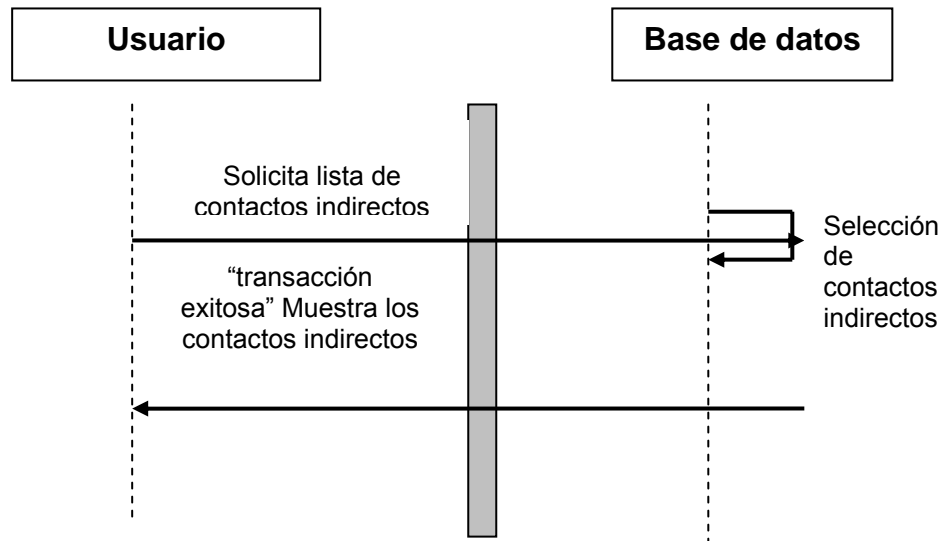 Usuario
Base de datos
Solicita lista de
contactos indirectos
Selección
de
contactos
indirectos
“transacción
exitosa” Muestra los
contactos indirectos